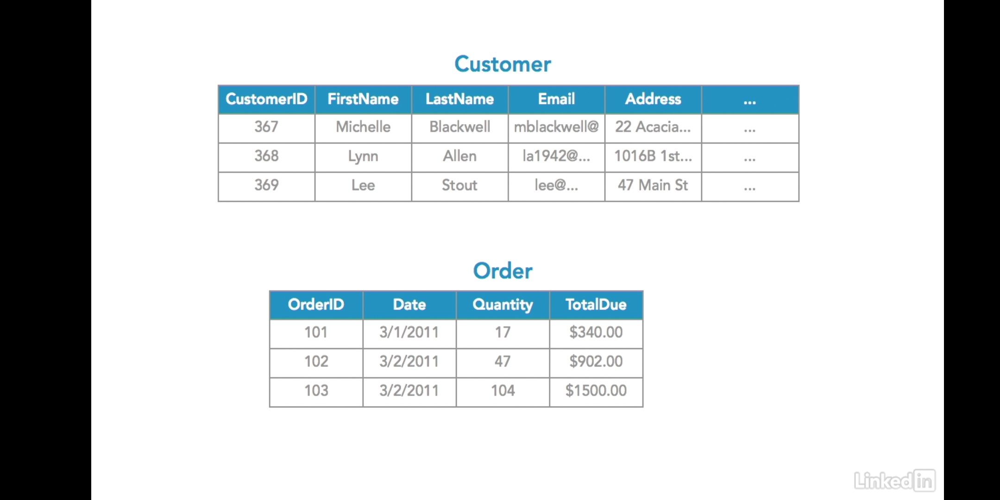 Customer
CustomerID FirstName LastName Email Address ...
367 Michelle Blackwell mblackwell@ 22 Acacia... ...
368 Lynn Allen la1942@... 1016B 1st... ...
369 Lee Stout lee@... 47 Main St ...
Order
OrderID Date Quantity TotalDue
101 3/1/2011 17 $340.00
102 3/2/2011 47 $902.00
103 3/2/2011 104 $1500.00
Linked in